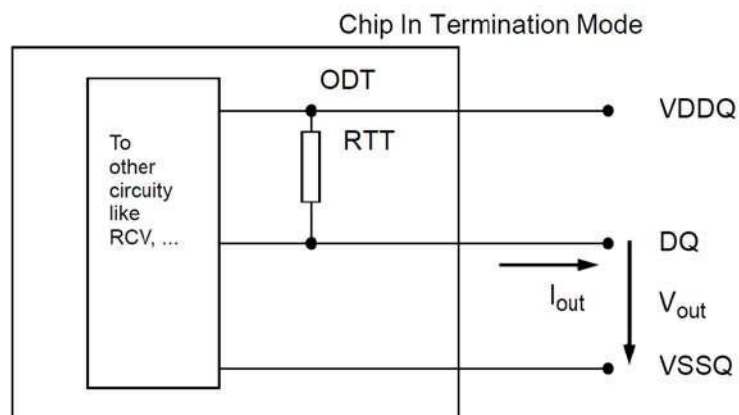 Chip In Termination Mode
ODT
VDDQ
RTT
To
other
circuity
like
RCV, ...
DQ
Iout
Vout
VSSQ